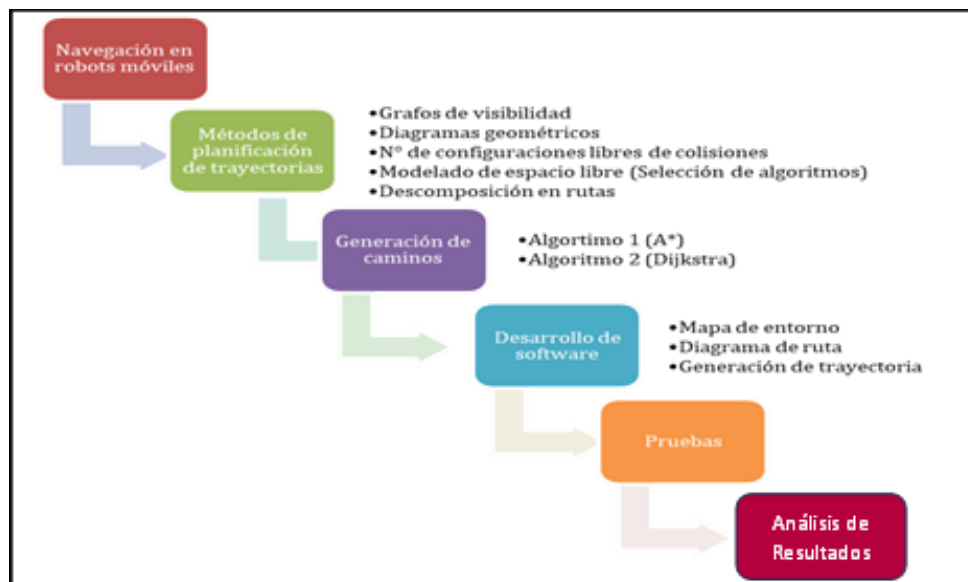 Navegación en
robots móviles
Métodos de
planificación
de trayectorias
•Grafos de visibilidad
•Diagramas geométricos
•N° de configuraciones libres de colisiones
•Modelado de espacio libre (Selección de algoritmos)
•Descomposición en rutas
Generación de
caminos
•Algortimo 1 (A*)
•Algoritmo 2 (Dijkstra)
Desarrollo de
software
•Mapa de entorno
•Diagrama de ruta
•Generación de trayectoria
Pruebas
Análisis de
Resultados